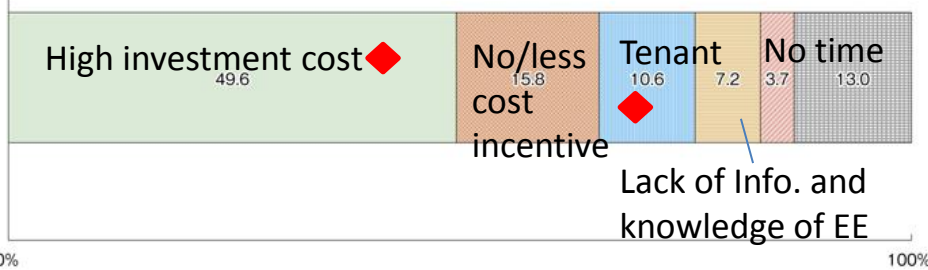 High investment cost
49.6
No/less
15.8
cost
incentive
Tenant
10.6
7.2
No time
3.7
13.0
Lack of Info. and
knowledge of EE
0%
100%